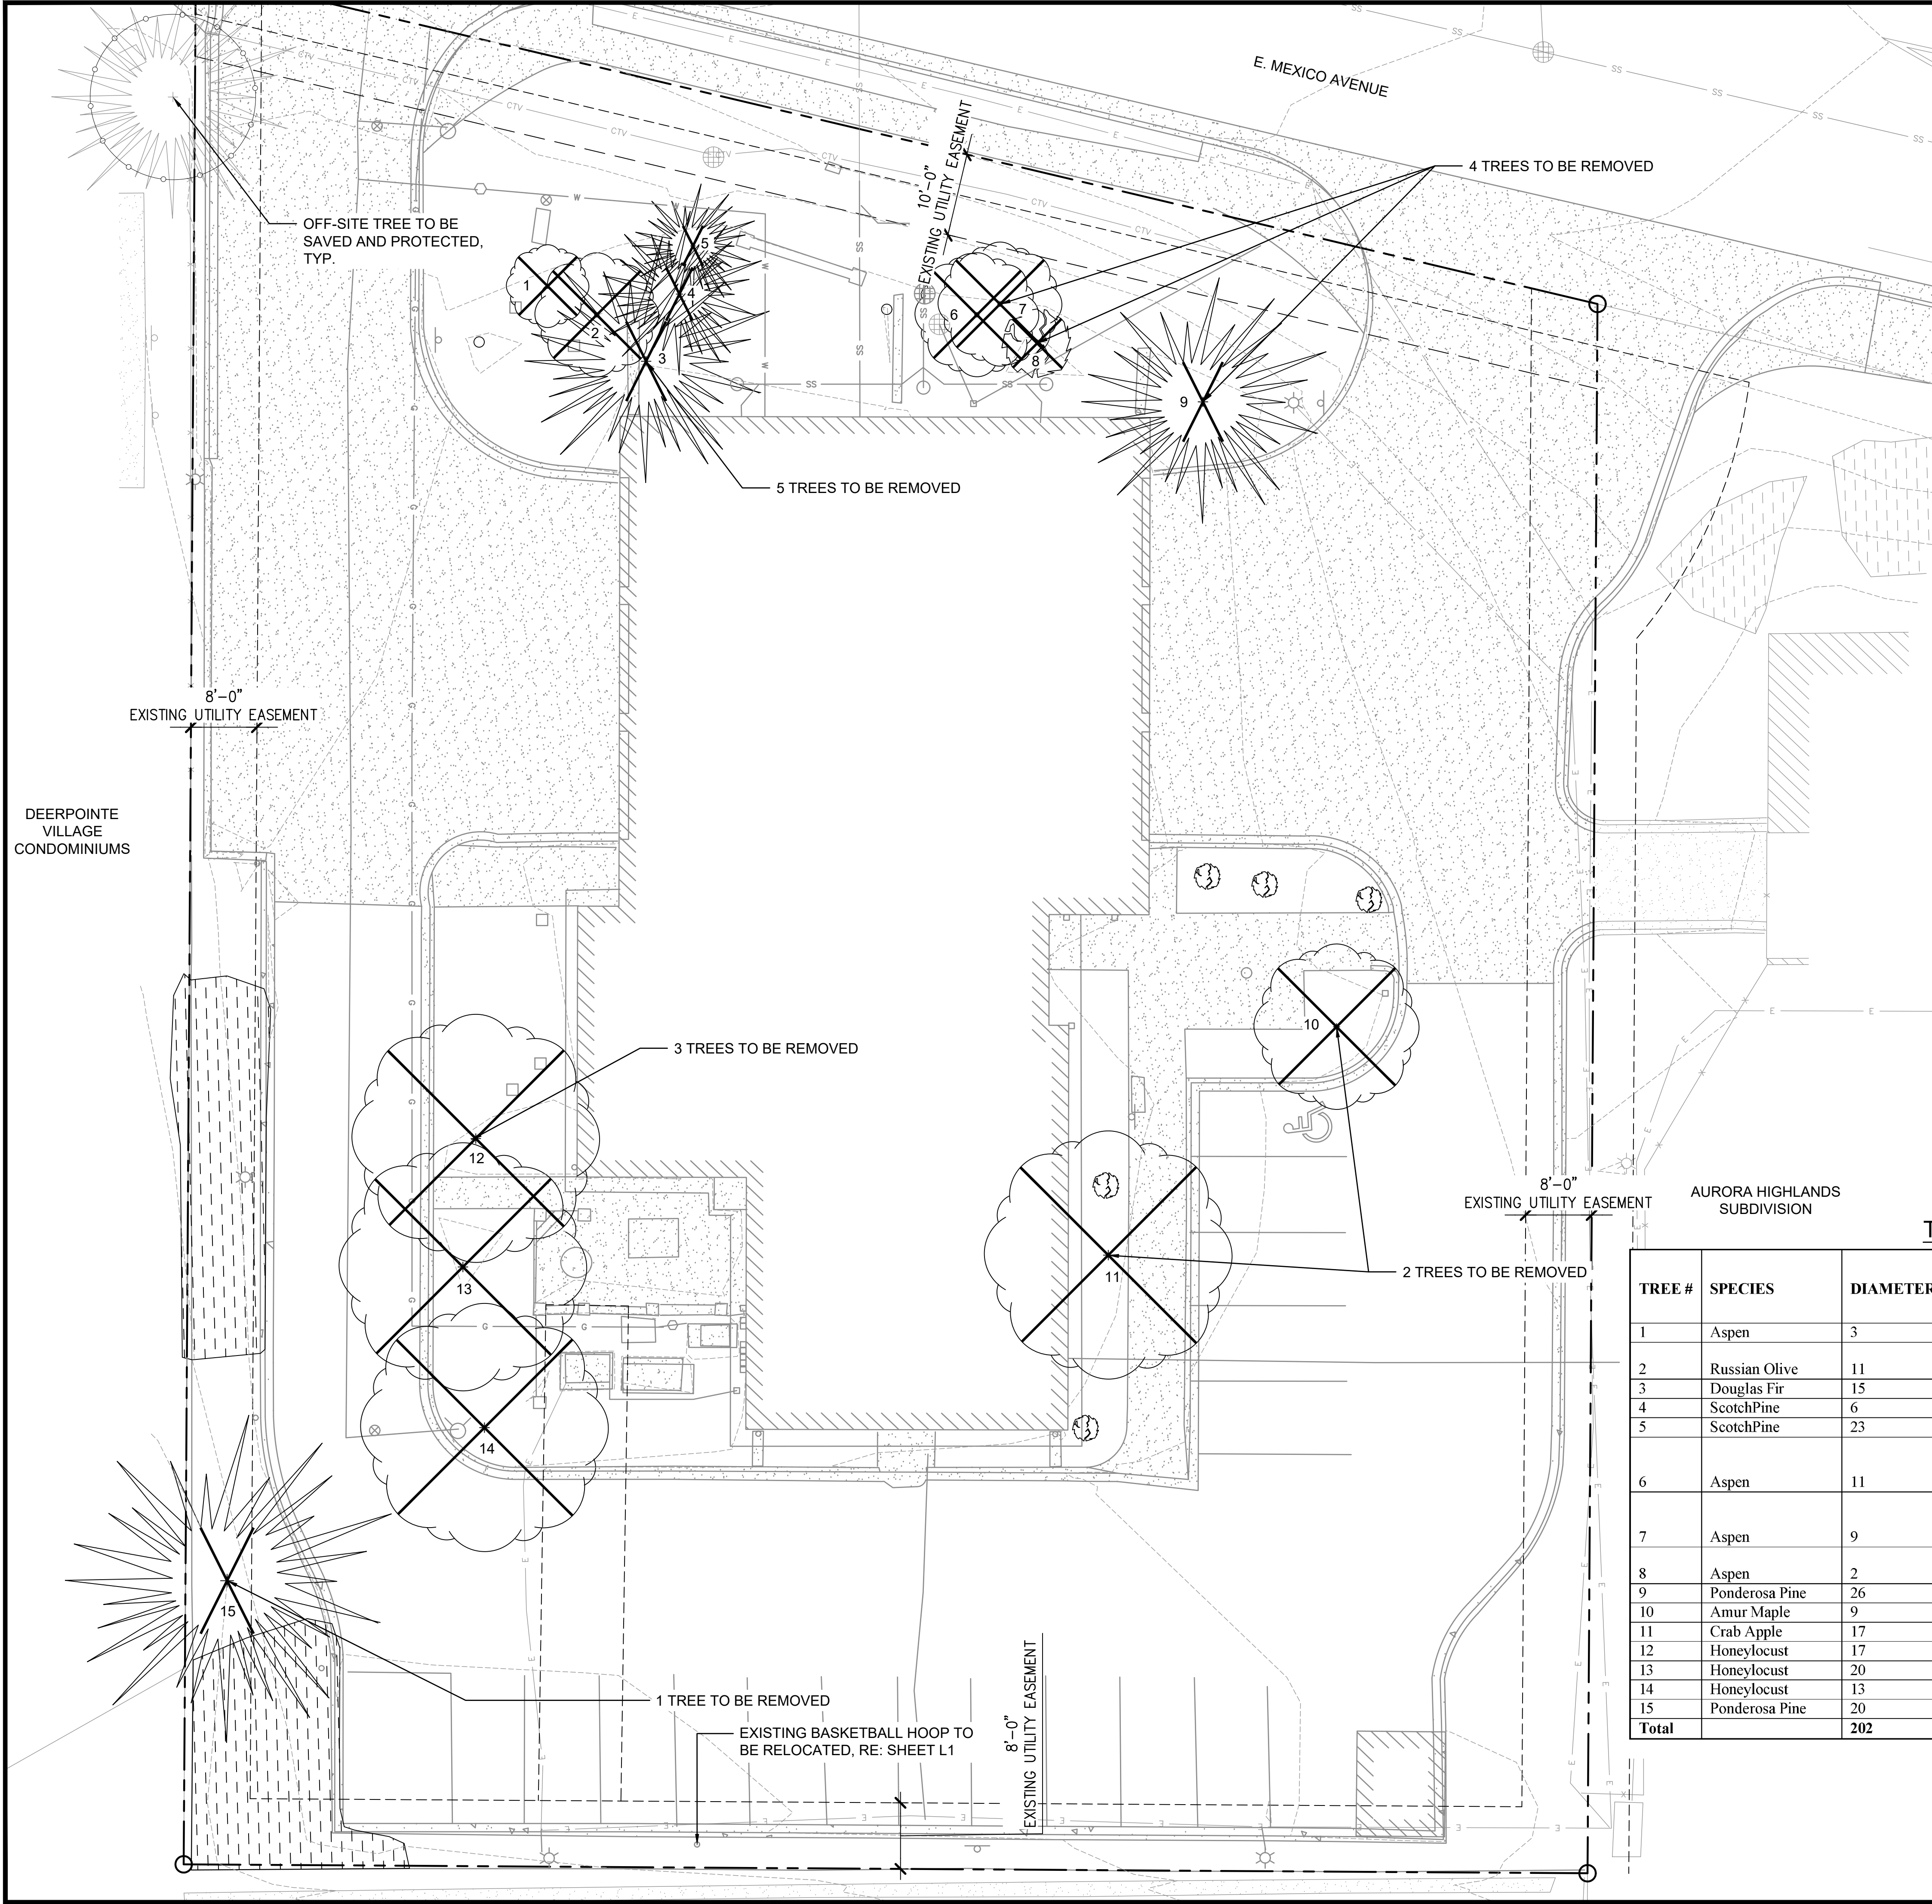 E. MEXICO AVENUE
4 TREES TO BE REMOVED
10'-0"
EXISTING UTILITY EASEMENT
OFF-SITE TREE TO BE
SAVED AND PROTECTED,
TYP.
1
2
3
4
5
6
7
8
9
5 TREES TO BE REMOVED
8'-0"
EXISTING UTILITY EASEMENT
DEERPOINTE
VILLAGE
CONDOMINIUMS
3 TREES TO BE REMOVED
10
12
13
14
11
8'-0"
EXISTING UTILITY EASEMENT
AURORA HIGHLANDS
SUBDIVISION
2 TREES TO BE REMOVED
15
1 TREE TO BE REMOVED
EXISTING BASKETBALL HOOP TO
BE RELOCATED, RE: SHEET L1
8'-0"
EXISTING UTILITY EASEMENT
T
TREE # SPECIES DIAMETER
1 Aspen 3
2 Russian Olive 11
3 Douglas Fir 15
4 ScotchPine 6
5 ScotchPine 23
6 Aspen 11
7 Aspen 9
8 Aspen 2
9 Ponderosa Pine 26
10 Amur Maple 9
11 Crab Apple 17
12 Honeylocust 17
13 Honeylocust 20
14 Honeylocust 13
15 Ponderosa Pine 20
Total 202